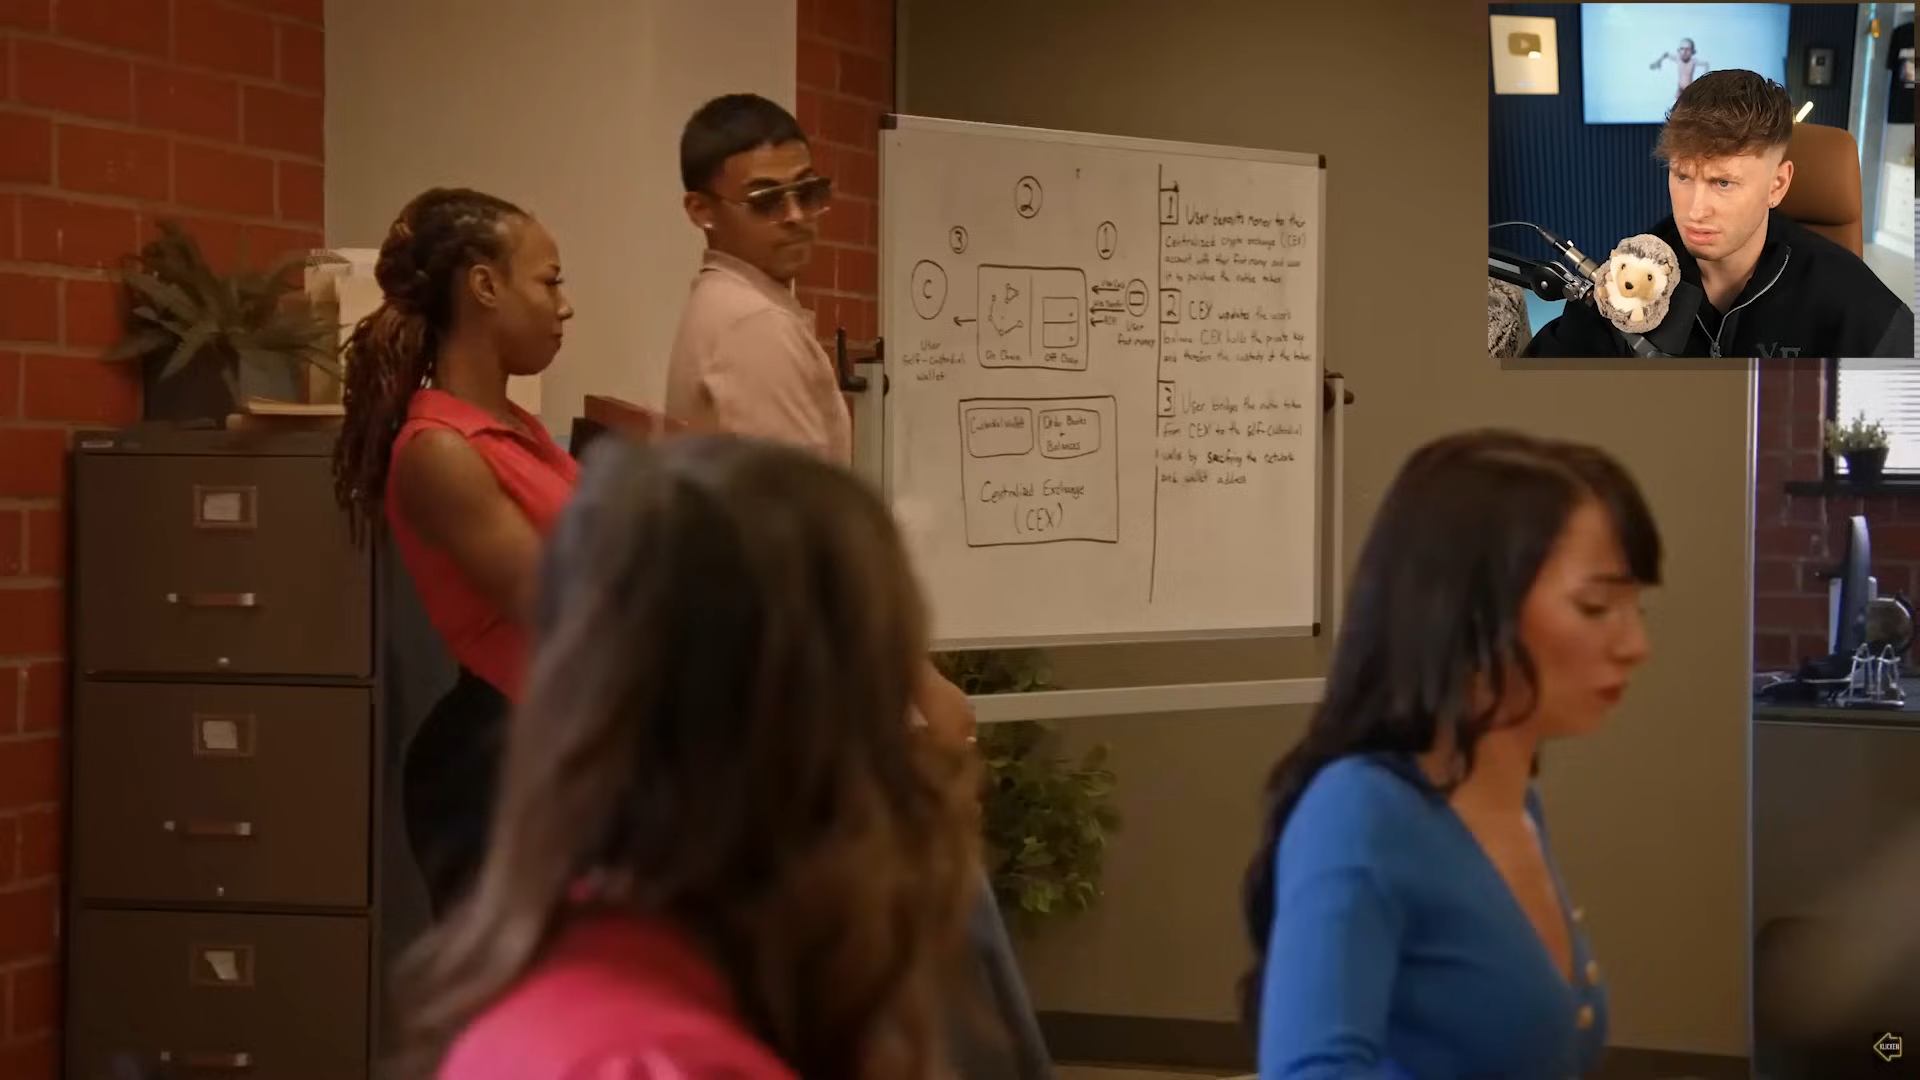 2
3
1
C
User
Self-Custodial
Wallet
On Chain
Off Chain
ACH
User
fiat money
Custodial Wallet
Order Books
+
Balances
Centralized Exchange
(CEX)
1 User deposits money to their
Centralized crypto exchange (CEX)
account with their fiat money and uses
it to purchase the native token
2 CEX updates the users
balance CEX holds the private key
and therefore the custody of the tokens
3 User bridges the native token
from CEX to the self-custodial
wallet by specifying the network
and wallet address
KLICKEN